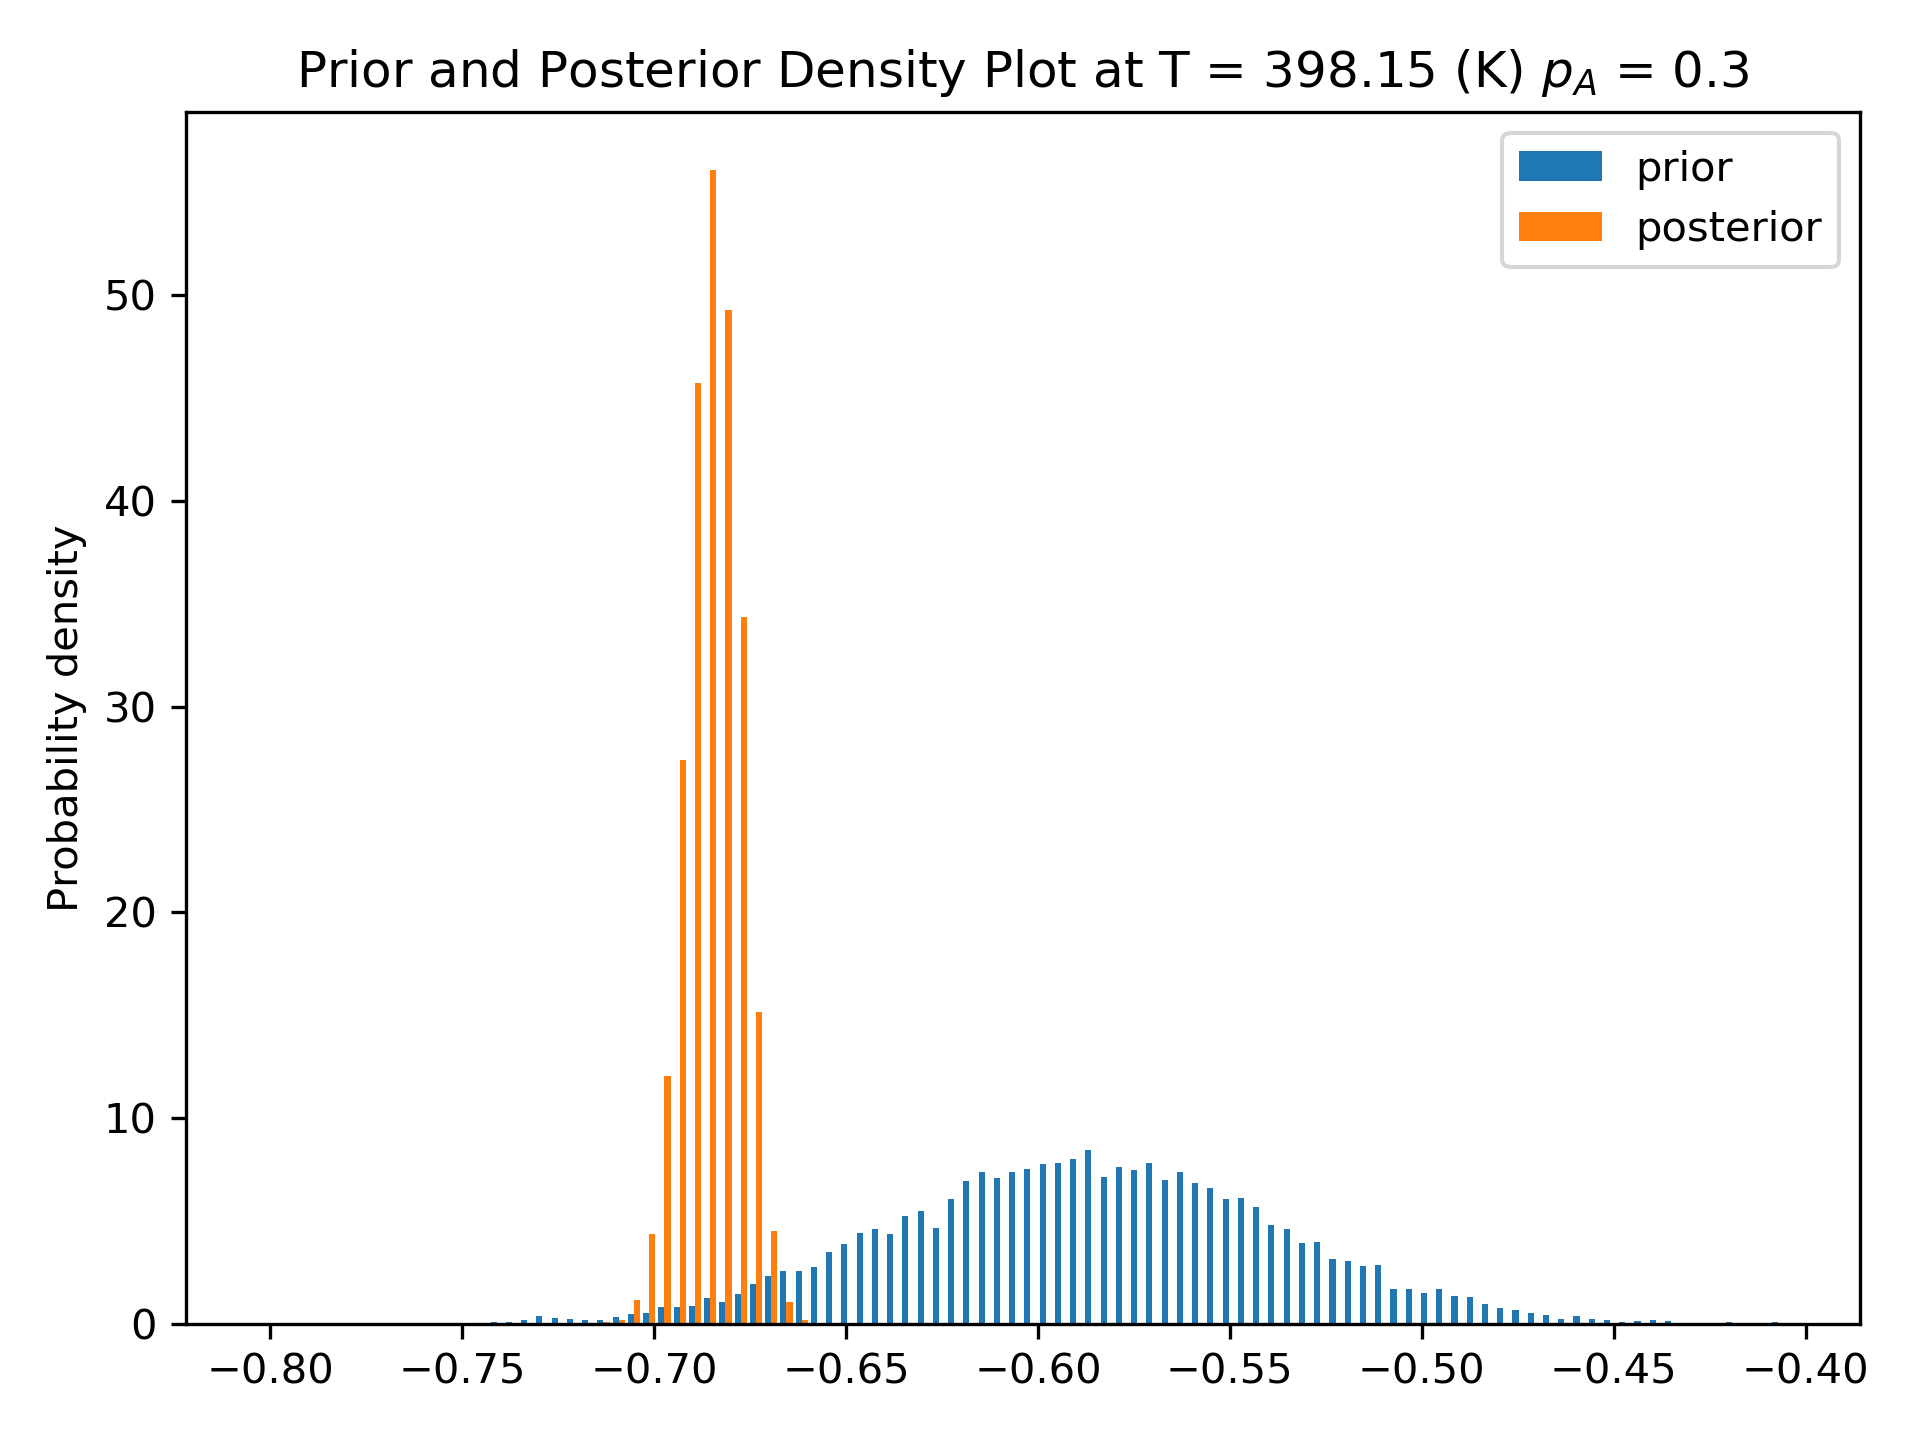 Prior and Posterior Density Plot at T = 398.15 (K) p_A = 0.3
prior
posterior
Probability density
50
40
30
20
10
0
−0.80 −0.75 −0.70 −0.65 −0.60 −0.55 −0.50 −0.45 −0.40